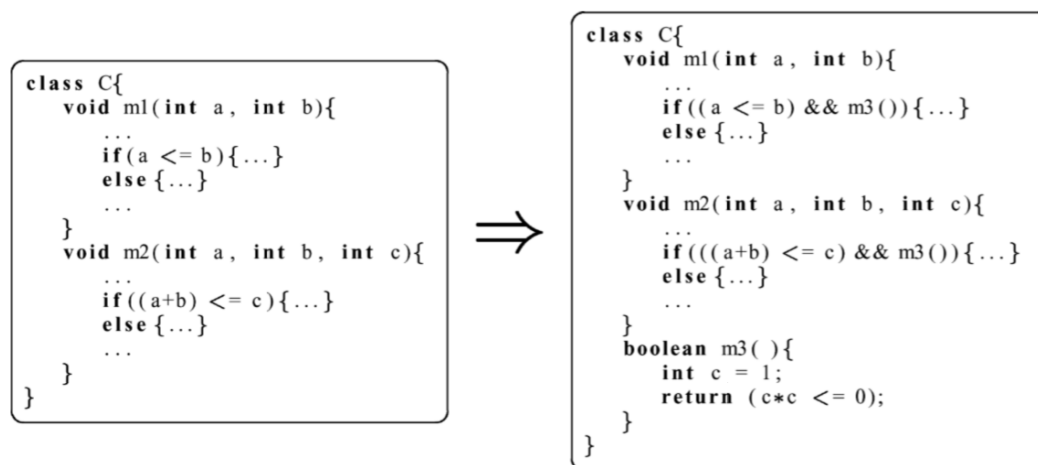 class C{
void m1(int a, int b){
...
if(a <= b){...}
else{...}
...
}
void m2(int a, int b, int c){
...
if((a+b) <= c){...}
else{...}
...
}
}
⇒
class C{
void m1(int a, int b){
...
if((a <= b) && m3()){...}
else{...}
...
}
void m2(int a, int b, int c){
...
if(((a+b) <= c) && m3()){...}
else{...}
...
}
boolean m3( ){
int c = 1;
return (c*c <= 0);
}
}